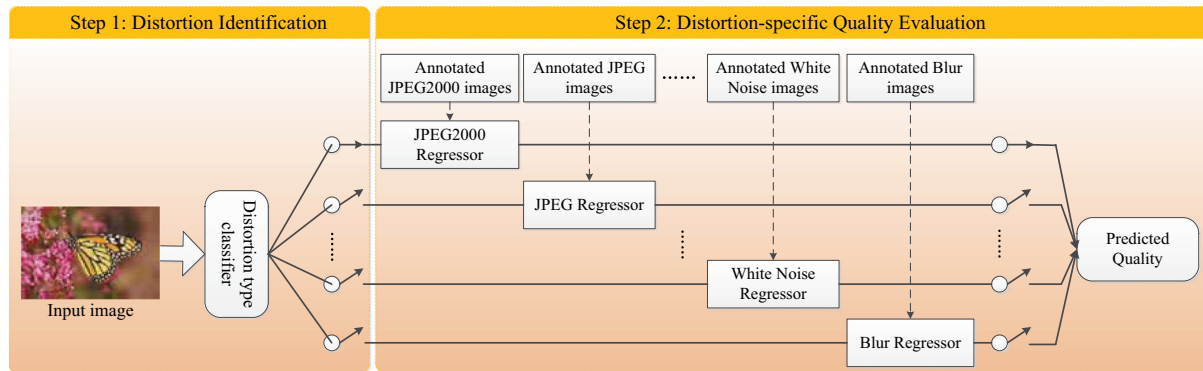 Step 1: Distortion Identification
Step 2: Distortion-specific Quality Evaluation
Annotated
JPEG2000 images
Annotated JPEG
images
......
Annotated White
Noise images
Annotated Blur
images
JPEG2000
Regressor
JPEG Regressor
White Noise
Regressor
Blur Regressor
Distortion type
classifier
Input image
Predicted
Quality